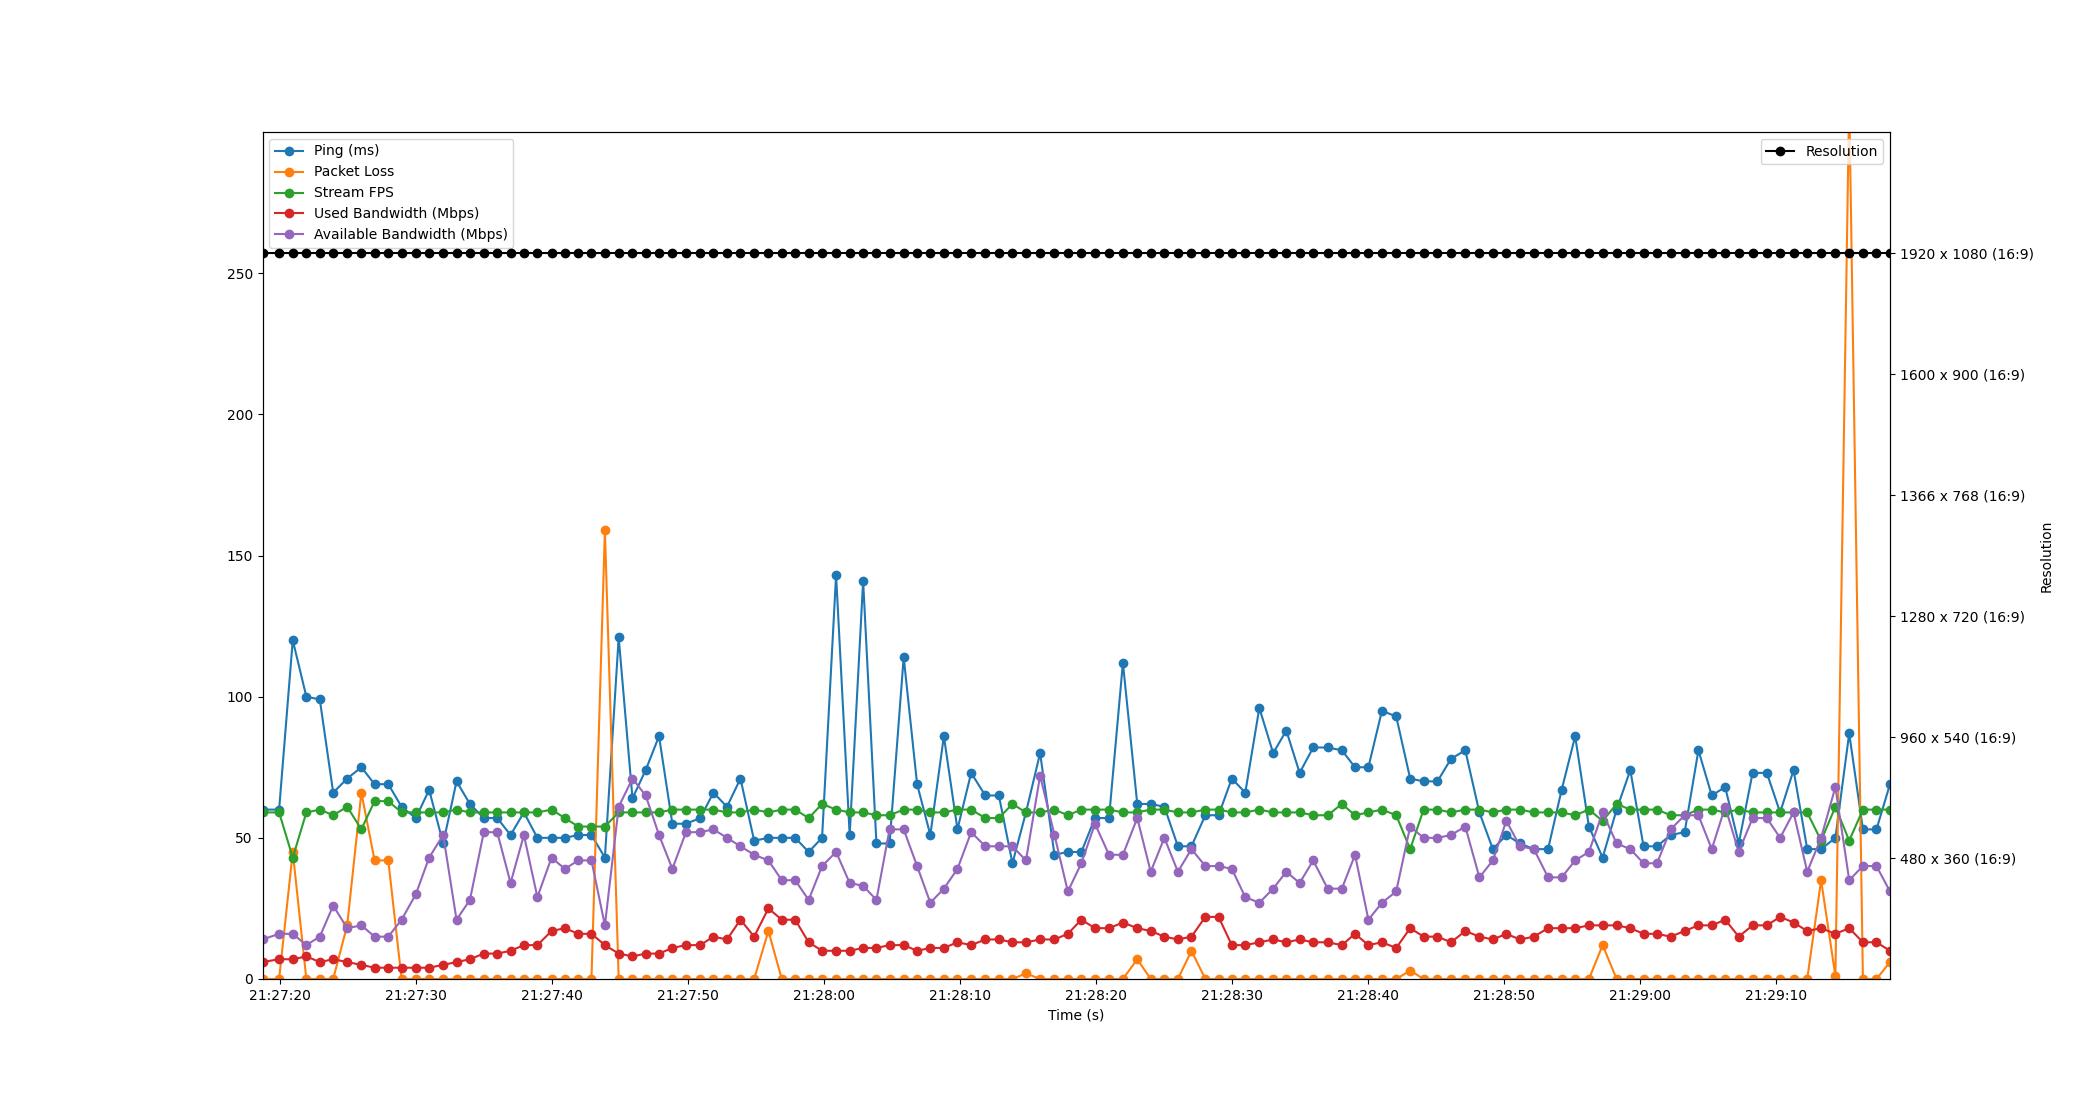 Ping (ms)
Packet Loss
Stream FPS
Used Bandwidth (Mbps)
Available Bandwidth (Mbps)
Resolution
250
200
150
100
50
0
1920 x 1080 (16:9)
1600 x 900 (16:9)
1366 x 768 (16:9)
1280 x 720 (16:9)
960 x 540 (16:9)
480 x 360 (16:9)
Resolution
21:27:20 21:27:30 21:27:40 21:27:50 21:28:00 21:28:10 21:28:20 21:28:30 21:28:40 21:28:50 21:29:00 21:29:10
Time (s)